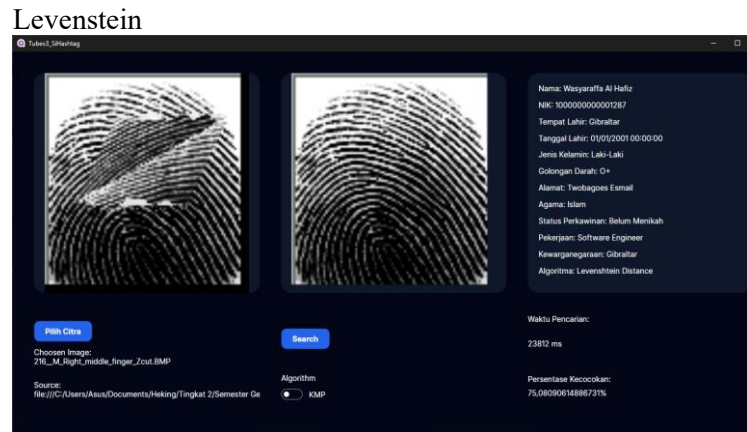 Levenstein
Tubes3_SiHashtag
Nama: Wasyaraffa Al Hafiz
NIK: 1000000000001287
Tempat Lahir: Gibraltar
Tanggal Lahir: 01/01/2001 00:00:00
Jenis Kelamin: Laki-Laki
Golongan Darah: O+
Alamat: Twobagoes Esmail
Agama: Islam
Status Perkawinan: Belum Menikah
Pekerjaan: Software Engineer
Kewarganegaraan: Gibraltar
Algoritma: Levenshtein Distance
Pilih Citra
Choosen Image:
216__M_Right_middle_finger_Zcut.BMP
Source:
file:///C:/Users/Asus/Documents/Heking/Tingkat 2/Semester Ge
Search
Algorithm
KMP
Waktu Pencarian:
23812 ms
Persentase Kecocokan:
75,08090614886731%